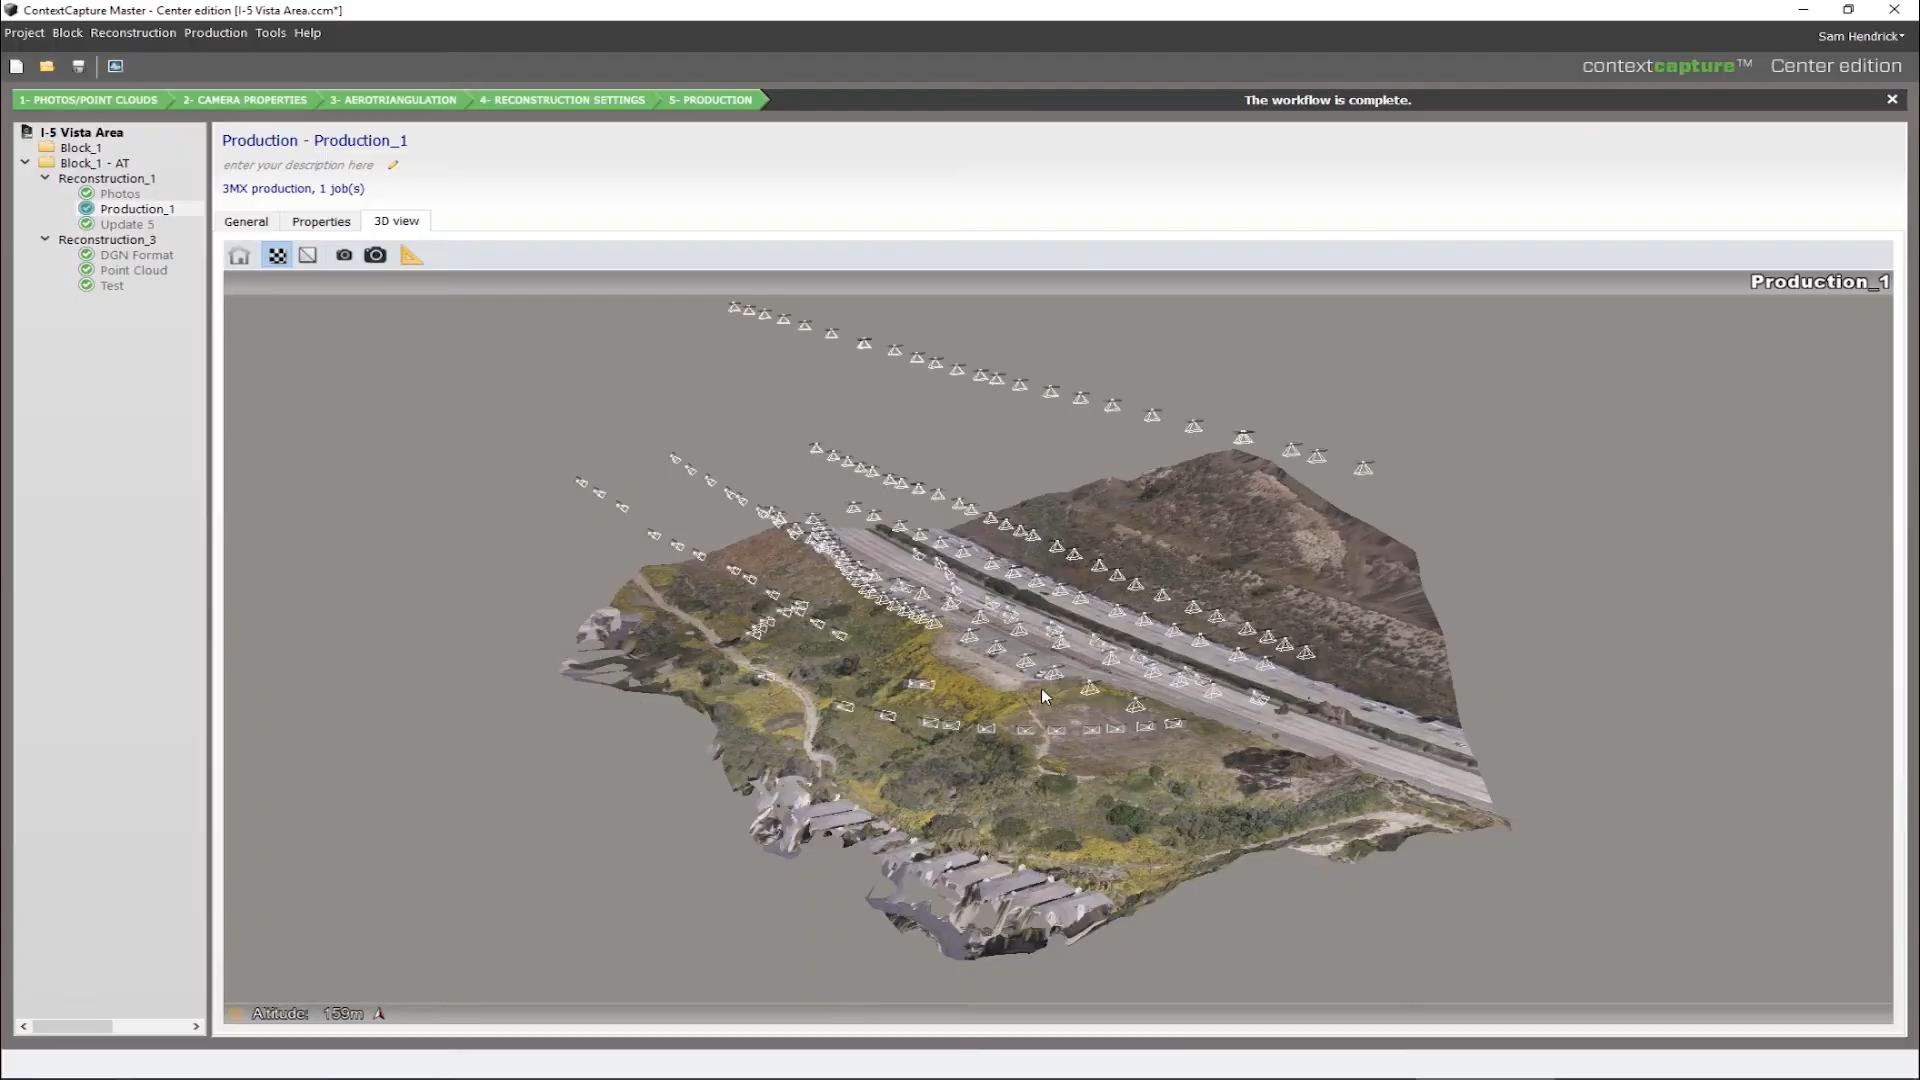 ContextCapture Master - Center edition [I-5 Vista Area.ccm*]
Project Block Reconstruction Production Tools Help
Sam Hendrick
contextcapture™ Center edition
1- PHOTOS/POINT CLOUDS 2- CAMERA PROPERTIES 3- AEROTRIANGULATION 4- RECONSTRUCTION SETTINGS 5- PRODUCTION
The workflow is complete.
I-5 Vista Area
Block_1
Block_1 - AT
Reconstruction_1
Photos
Production_1
Update 5
Reconstruction_3
DGN Format
Point Cloud
Test
Production - Production_1
enter your description here
3MX production, 1 job(s)
General Properties 3D view
Production_1
Altitude: 159m